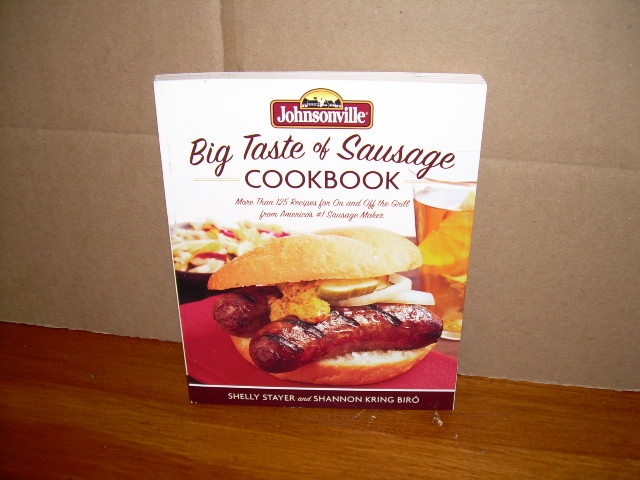 Johnsonville
Big Taste of Sausage
COOKBOOK
More Than 125 Recipes for On and Off the Grill
from America's #1 Sausage Maker
SHELLY STAYER and SHANNON KRING BIRÓ